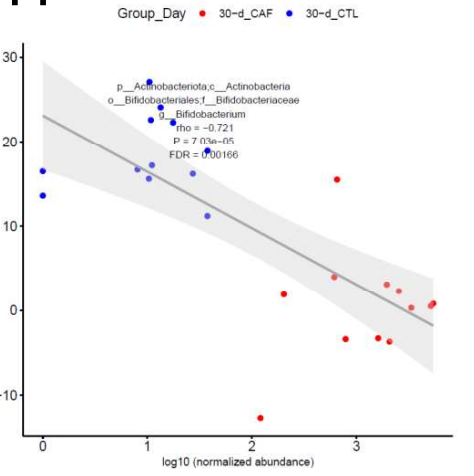 Group_Day 30-d_CAF 30-d_CTL
30
20
10
0
-10
p__Actinobacteriota;c__Actinobacteria
o__Bifidobacteriales;f__Bifidobacteriaceae
g__Bifidobacterium
rho = −0.721
P = 7.03e−05
FDR = 0.00166
0 1 2 3
log10 (normalized abundance)